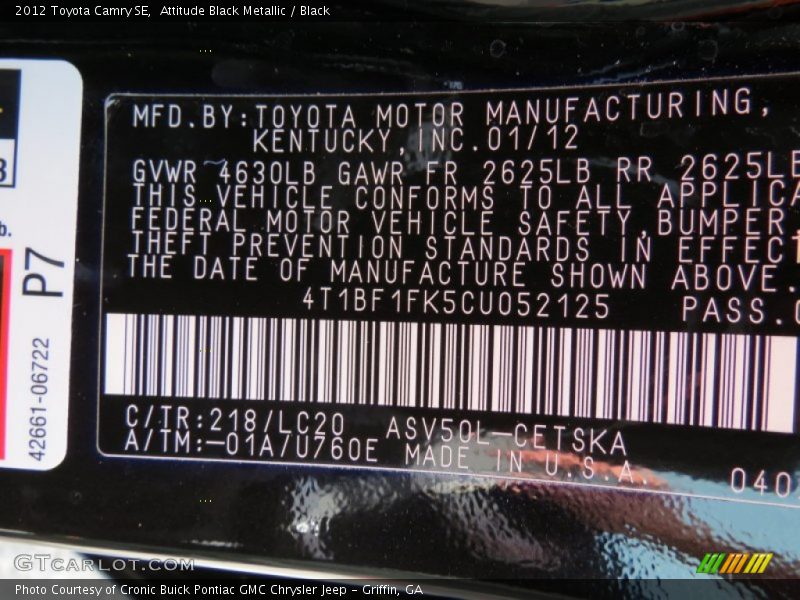 2012 Toyota Camry SE, Attitude Black Metallic / Black
MFD.BY:TOYOTA MOTOR MANUFACTURING,
KENTUCKY,INC.01/12
GVWR 4630LB GAWR FR 2625LB RR 2625LB
THIS VEHICLE CONFORMS TO ALL APPLICA
FEDERAL MOTOR VEHICLE SAFETY,BUMPER
THEFT PREVENTION STANDARDS IN EFFECT
THE DATE OF MANUFACTURE SHOWN ABOVE.
4T1BF1FK5CU052125 PASS.C
C/TR:218/LC20 ASV50L-CETSKA
A/TM:-01A/U760E MADE IN U.S.A.
040
b.
P7
42661-06722
GTCarLot.com
Photo Courtesy of Cronic Buick Pontiac GMC Chrysler Jeep - Griffin, GA